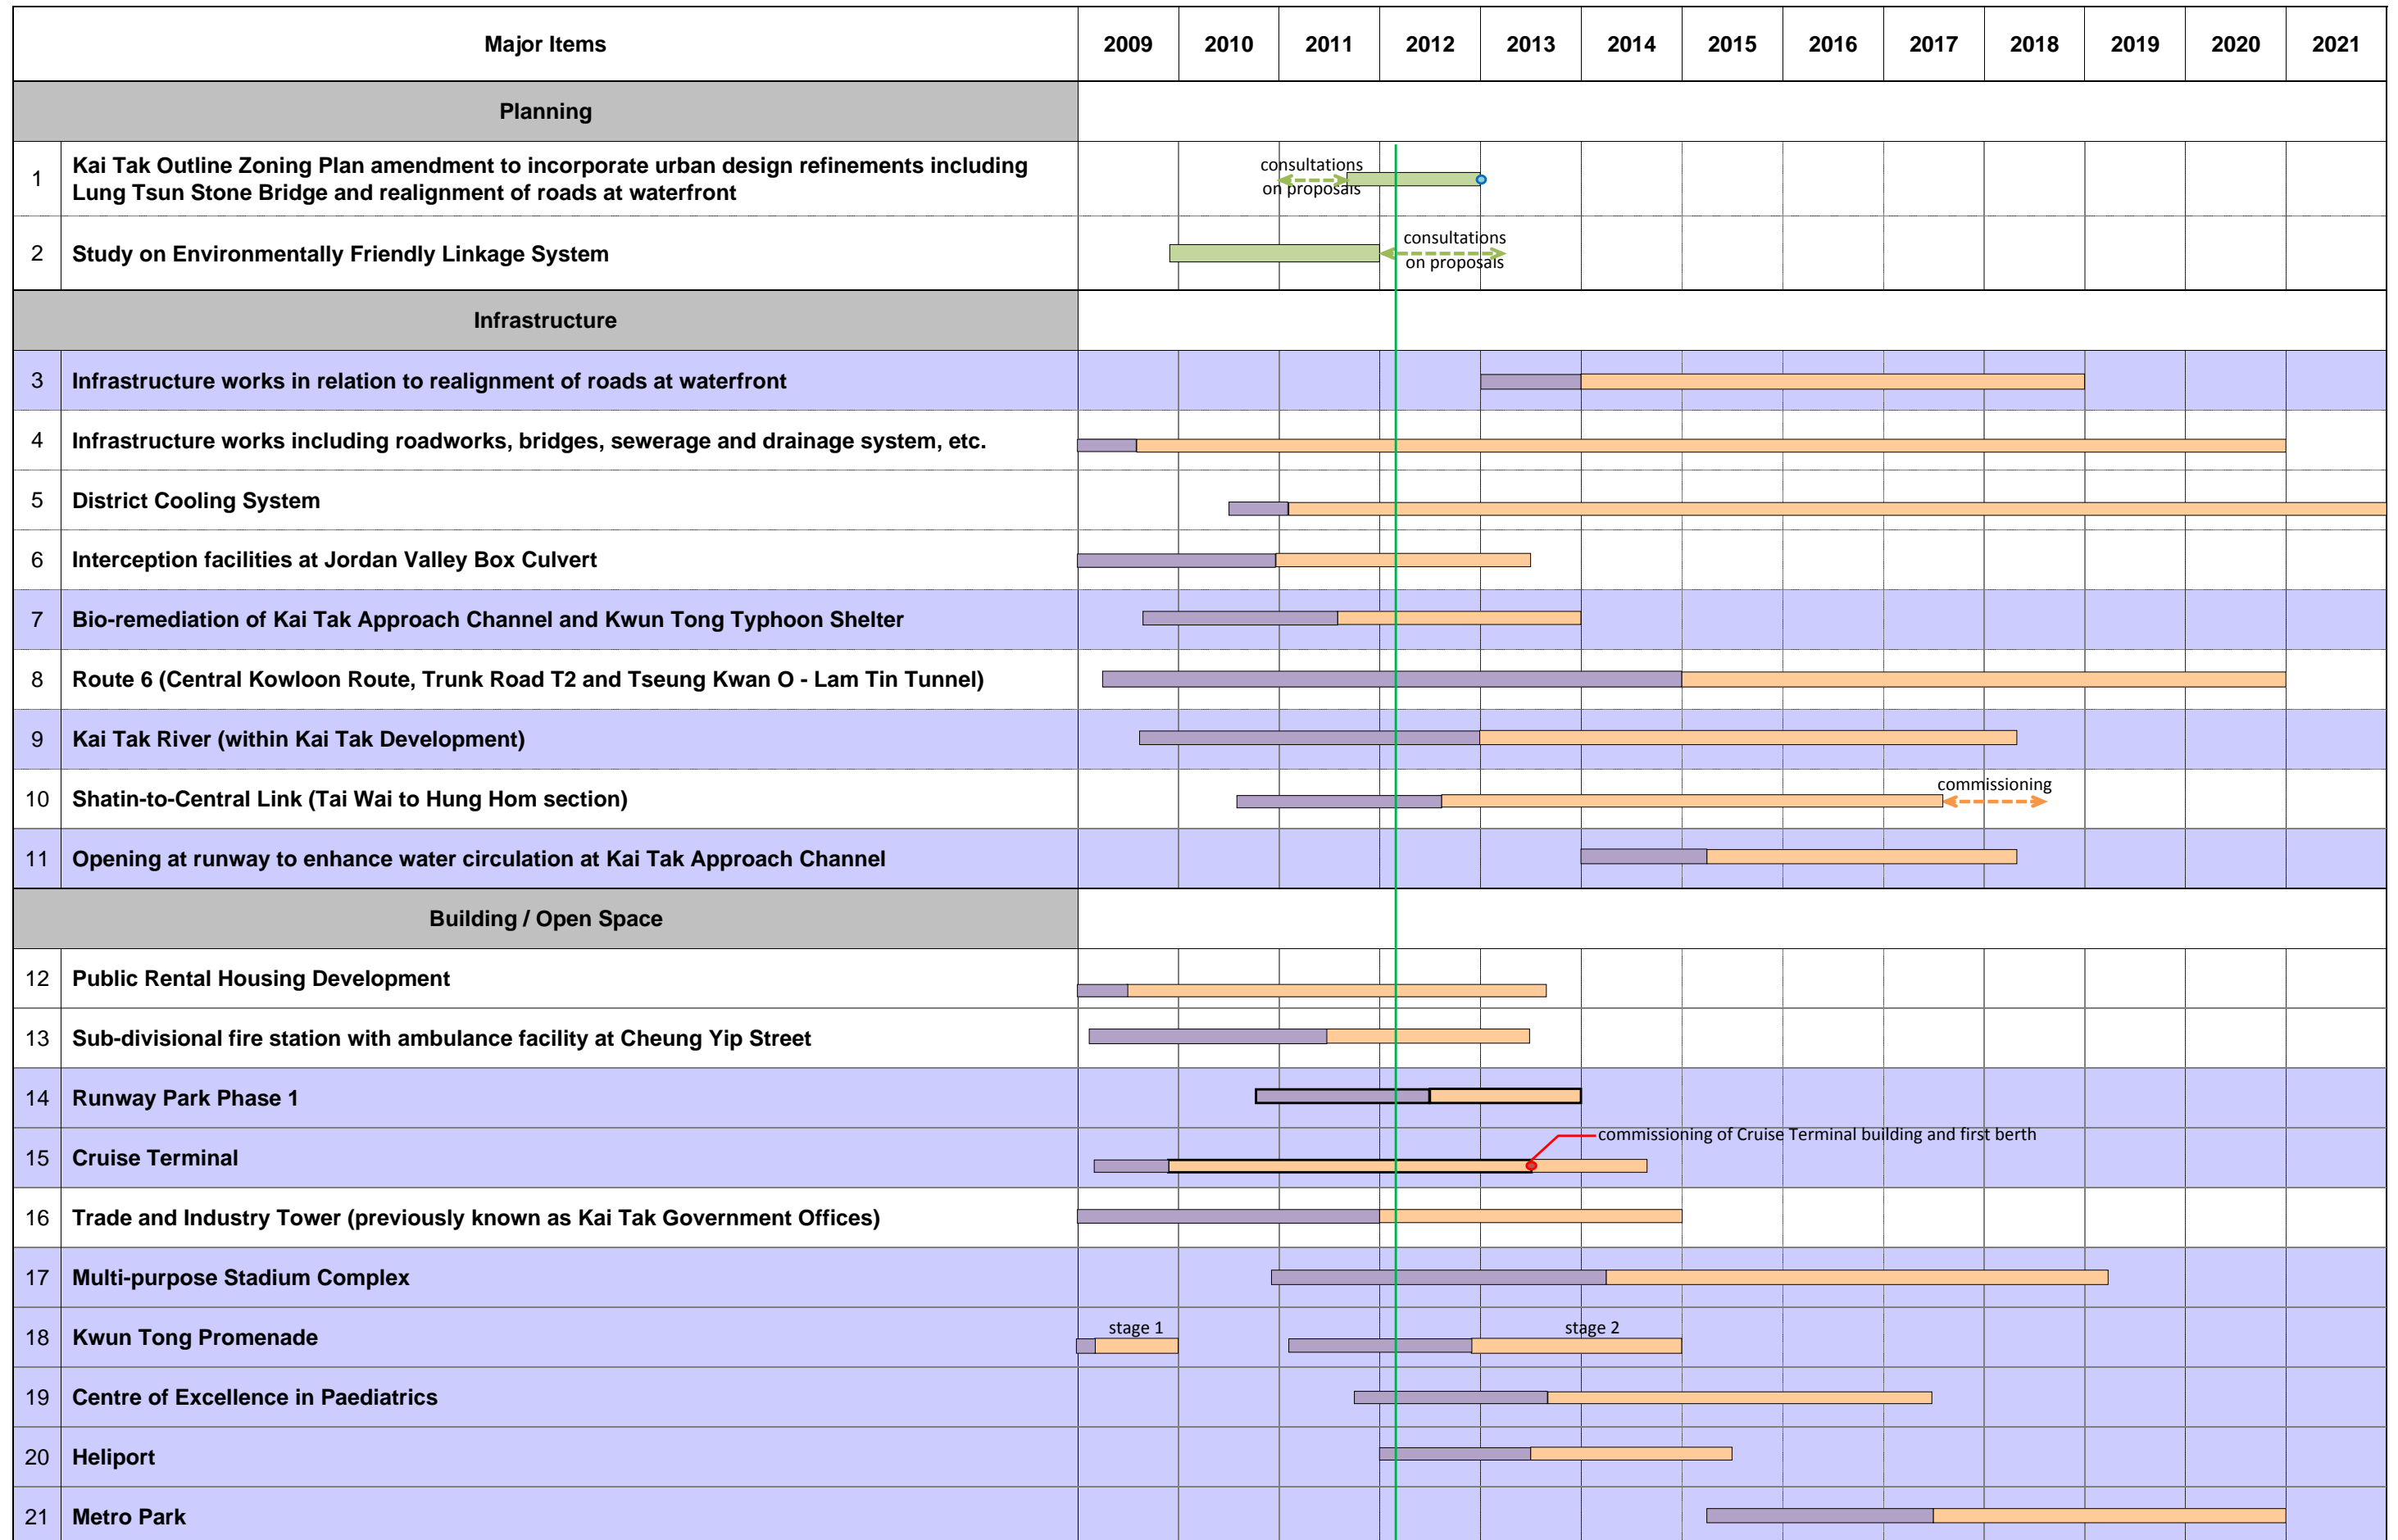 Major Items 2009 2010 2011 2012 2013 2014 2015 2016 2017 2018 2019 2020 2021
Planning
1 Kai Tak Outline Zoning Plan amendment to incorporate urban design refinements including
Lung Tsun Stone Bridge and realignment of roads at waterfront
consultations
on proposals
2 Study on Environmentally Friendly Linkage System
consultations
on proposals
Infrastructure
3 Infrastructure works in relation to realignment of roads at waterfront
4 Infrastructure works including roadworks, bridges, sewerage and drainage system, etc.
5 District Cooling System
6 Interception facilities at Jordan Valley Box Culvert
7 Bio-remediation of Kai Tak Approach Channel and Kwun Tong Typhoon Shelter
8 Route 6 (Central Kowloon Route, Trunk Road T2 and Tseung Kwan O - Lam Tin Tunnel)
9 Kai Tak River (within Kai Tak Development)
10 Shatin-to-Central Link (Tai Wai to Hung Hom section)
commissioning
11 Opening at runway to enhance water circulation at Kai Tak Approach Channel
Building / Open Space
12 Public Rental Housing Development
13 Sub-divisional fire station with ambulance facility at Cheung Yip Street
14 Runway Park Phase 1
commissioning of Cruise Terminal building and first berth
15 Cruise Terminal
16 Trade and Industry Tower (previously known as Kai Tak Government Offices)
17 Multi-purpose Stadium Complex
18 Kwun Tong Promenade
stage 1 stage 2
19 Centre of Excellence in Paediatrics
20 Heliport
21 Metro Park